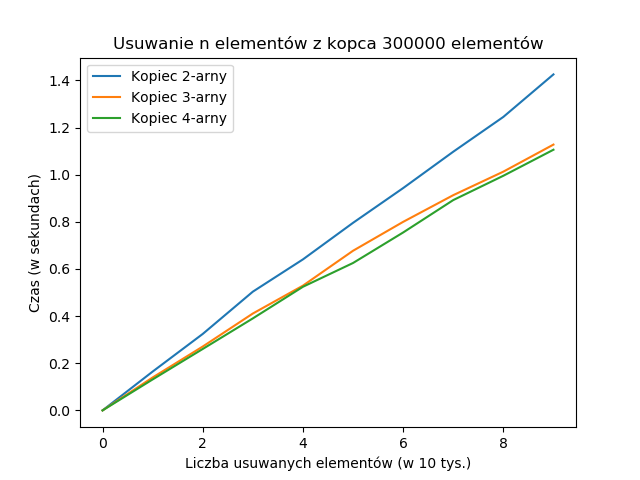 Usuwanie n elementów z kopca 300000 elementów
Kopiec 2-arny
Kopiec 3-arny
Kopiec 4-arny
1.4
1.2
1.0
0.8
0.6
0.4
0.2
0.0
Czas (w sekundach)
0 2 4 6 8
Liczba usuwanych elementów (w 10 tys.)